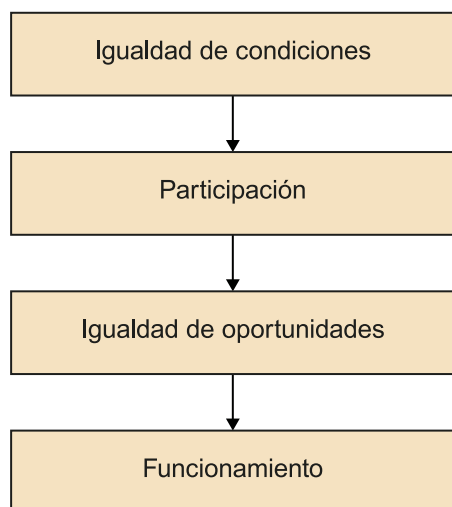 Igualdad de condiciones
Participación
Igualdad de oportunidades
Funcionamiento